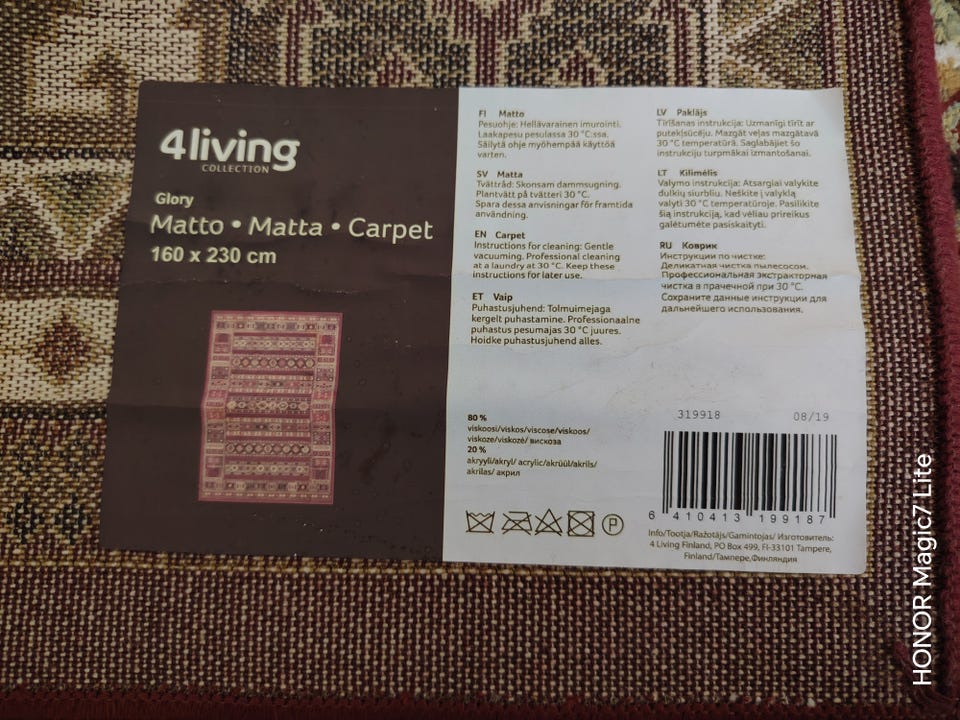 4living
COLLECTION
Glory
Matto • Matta • Carpet
160 x 230 cm
FI Matto
Pesuohje: Hellävarainen imurointi.
Laakapesu pesulassa 30 °C:ssa.
Säilytä ohje myöhempää käyttöä
varten.
SV Matta
Tvättråd: Skonsam dammsugning.
Plantvätt på tvätteri 30 °C.
Spara dessa anvisningar för framtida
användning.
EN Carpet
Instructions for cleaning: Gentle
vacuuming. Professional cleaning
at a laundry at 30 °C. Keep these
instructions for later use.
ET Vaip
Puhastusjuhend: Tolmuimejaga
kergelt puhastamine. Professionaalne
puhastus pesumajas 30 °C juures.
Hoidke puhastusjuhend alles.
LV Paklājs
Tīrīšanas instrukcija: Uzmanīgi tīrīt ar
putekļsūcēju. Mazgāt veļas mazgātavā
30 °C temperatūrā. Saglabājiet šo
instrukciju turpmākai izmantošanai.
LT Kilimėlis
Valymo instrukcija: Atsargiai valykite
dulkių siurbliu. Neškite į valyklą
valyti 30 °C temperatūroje. Pasilikite
šią instrukciją, kad vėliau prireikus
galėtumėte pasiskaityti.
RU Коврик
Инструкции по чистке:
Деликатная чистка пылесосом.
Профессиональная экстракторная
чистка в прачечной при 30 °C.
Сохраните данные инструкции для
дальнейшего использования.
80 %
viskoosi/viskos/viscose/viskoos/
viskoze/viskozė/ вискоза
20 %
akryyli/akryl/ acrylic/akrüül/akrils/
akrilas/ акрил
P
319918 08/19
6 410413 199187
Info/Tootja/Ražotājs/Gamintojas/ Изготовитель:
4 Living Finland, PO Box 499, FI-33101 Tampere,
Finland/Тампере,Финляндия
HONOR Magic7 Lite